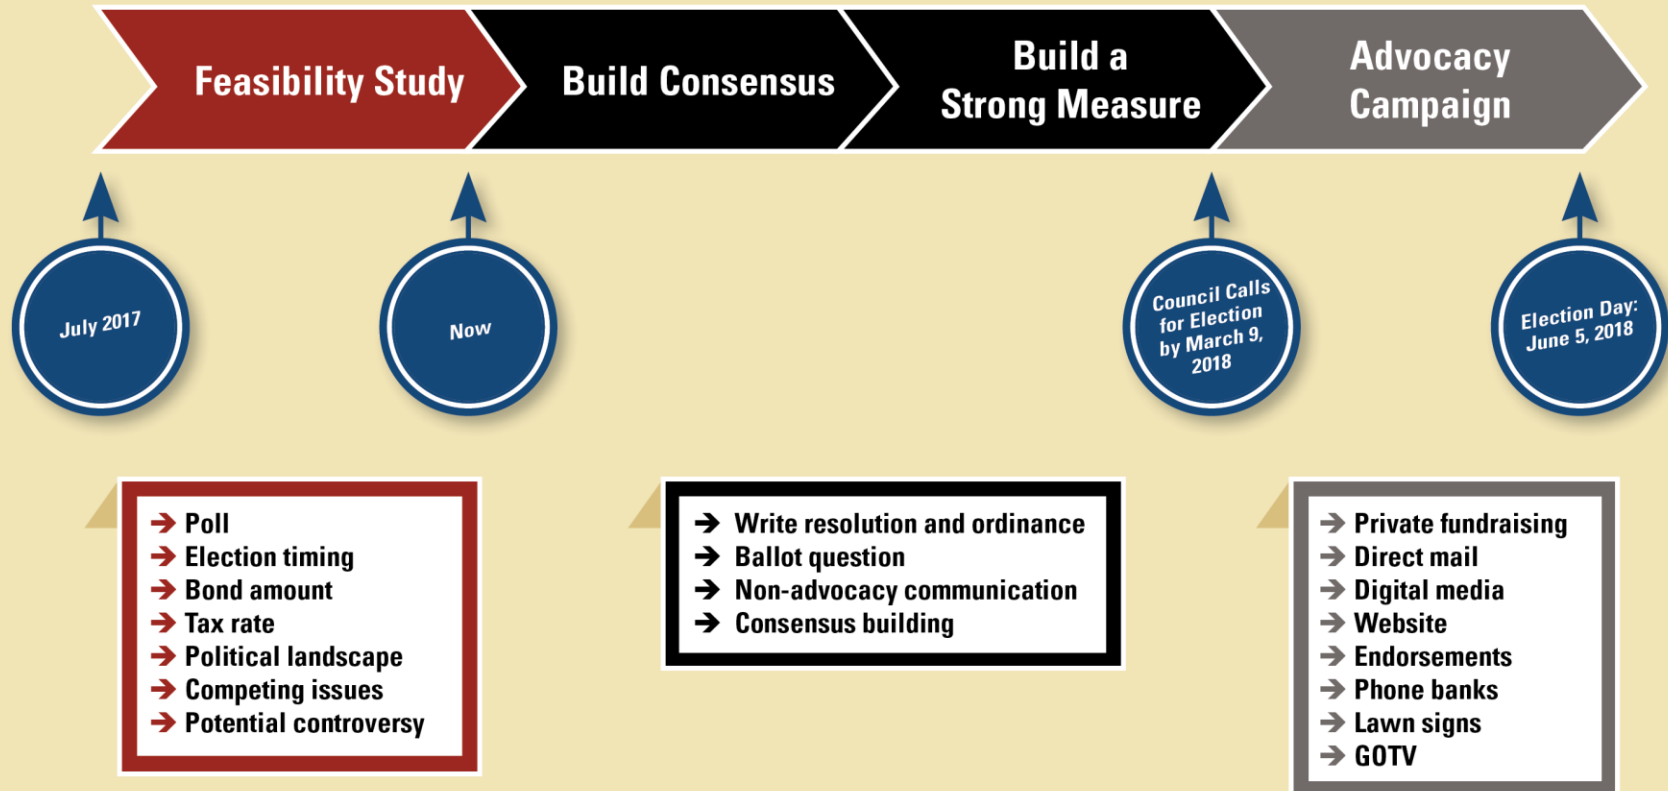 Feasibility Study
Build Consensus
Build a
Strong Measure
Advocacy
Campaign
July 2017
Now
Council Calls
for Election
by March 9,
2018
Election Day:
June 5, 2018
→ Poll
→ Election timing
→ Bond amount
→ Tax rate
→ Political landscape
→ Competing issues
→ Potential controversy
→ Write resolution and ordinance
→ Ballot question
→ Non-advocacy communication
→ Consensus building
→ Private fundraising
→ Direct mail
→ Digital media
→ Website
→ Endorsements
→ Phone banks
→ Lawn signs
→ GOTV